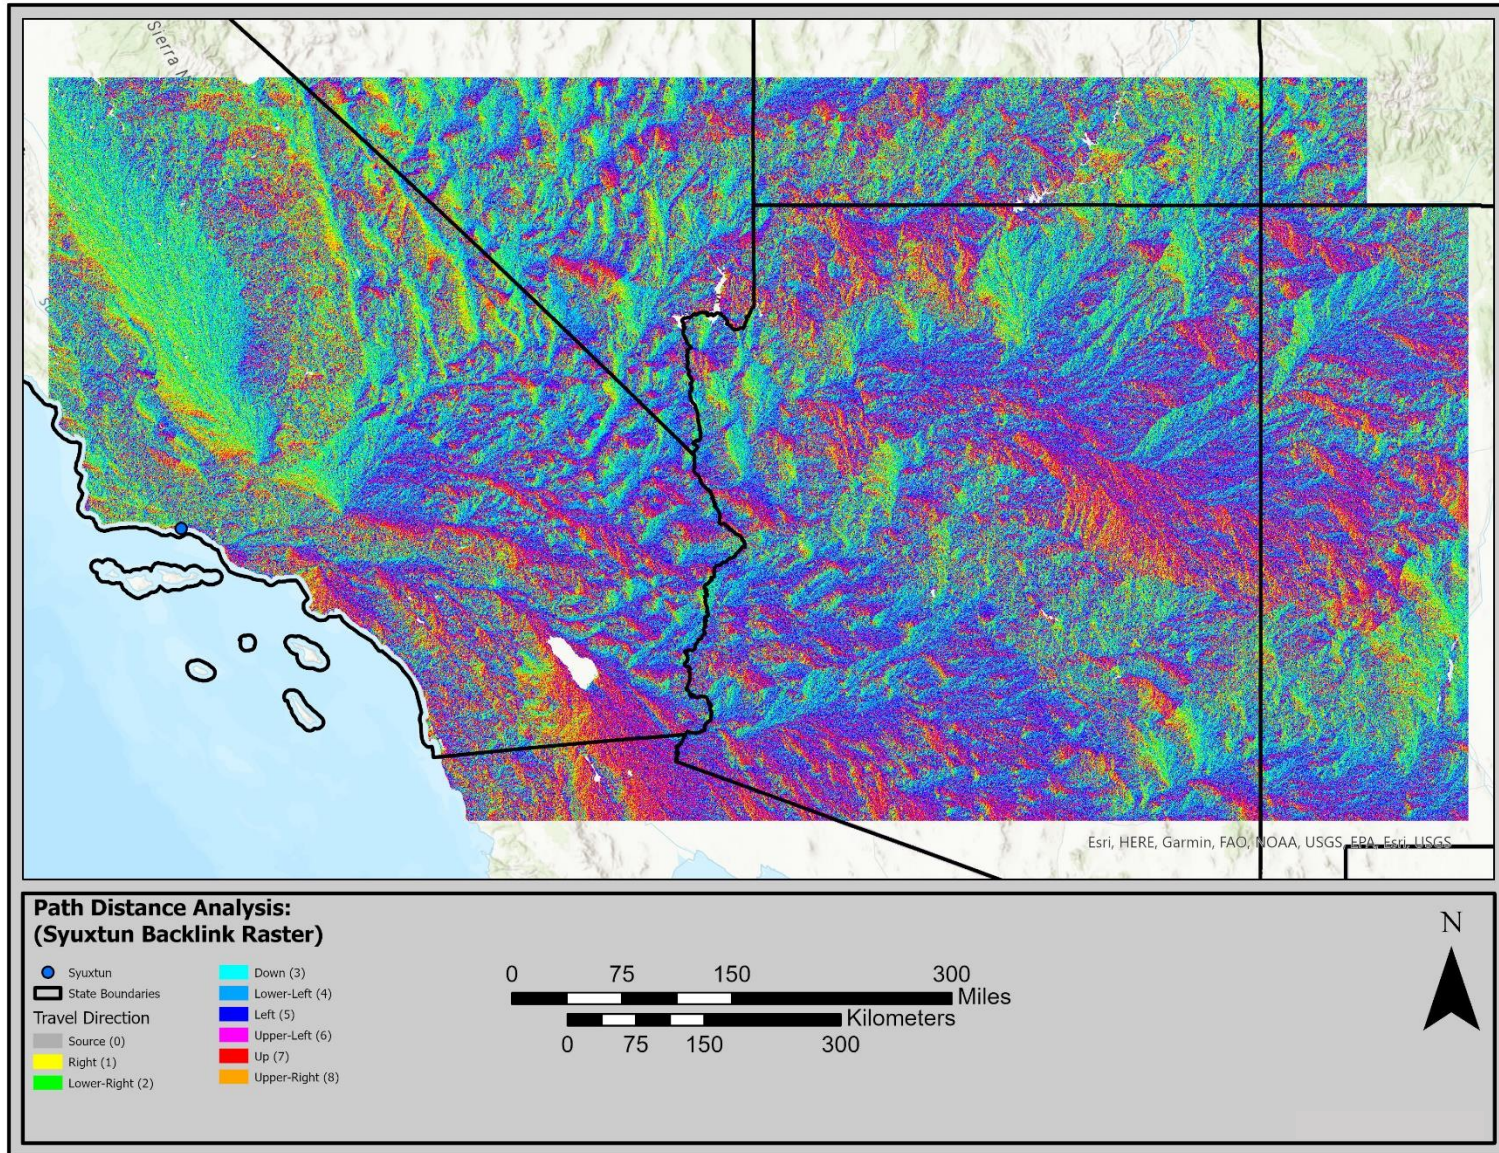 Sierra
Esri, HERE, Garmin, FAO, NOAA, USGS, EPA, Esri, USGS
Path Distance Analysis:
(Syuxtun Backlink Raster)
Syuxtun
State Boundaries
Travel Direction
Source (0)
Right (1)
Lower-Right (2)
Down (3)
Lower-Left (4)
Left (5)
Upper-Left (6)
Up (7)
Upper-Right (8)
0 75 150 300
Miles
Kilometers
0 75 150 300
N